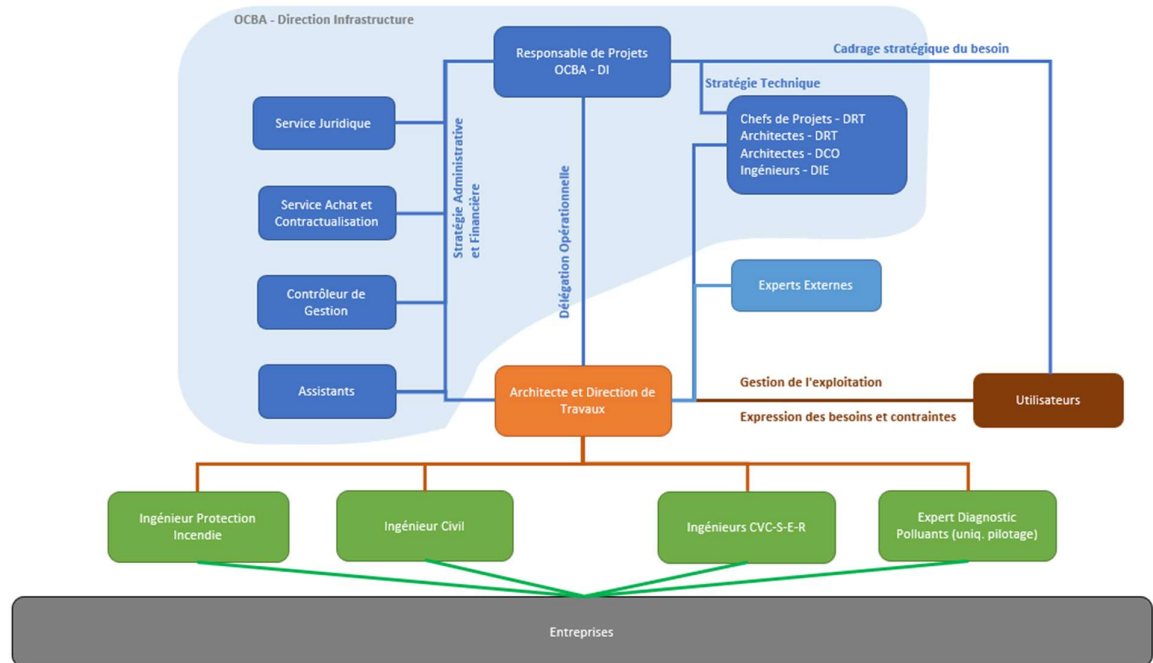 OCBA - Direction Infrastructure
Responsable de Projets
OCBA - DI
Cadrage stratégique du besoin
Stratégie Technique
Chefs de Projets - DRT
Architectes - DRT
Architectes - DCO
Ingénieurs - DIE
Service Juridique
Service Achat et
Contractualisation
Stratégie Administrative
et Financière
Délégation Opérationnelle
Contrôleur de
Gestion
Experts Externes
Assistants
Architecte et Direction de
Travaux
Gestion de l'exploitation
Expression des besoins et contraintes
Utilisateurs
Ingénieur Protection
Incendie
Ingénieur Civil
Ingénieurs CVC-S-E-R
Expert Diagnostic
Polluants (uniq. pilotage)
Entreprises